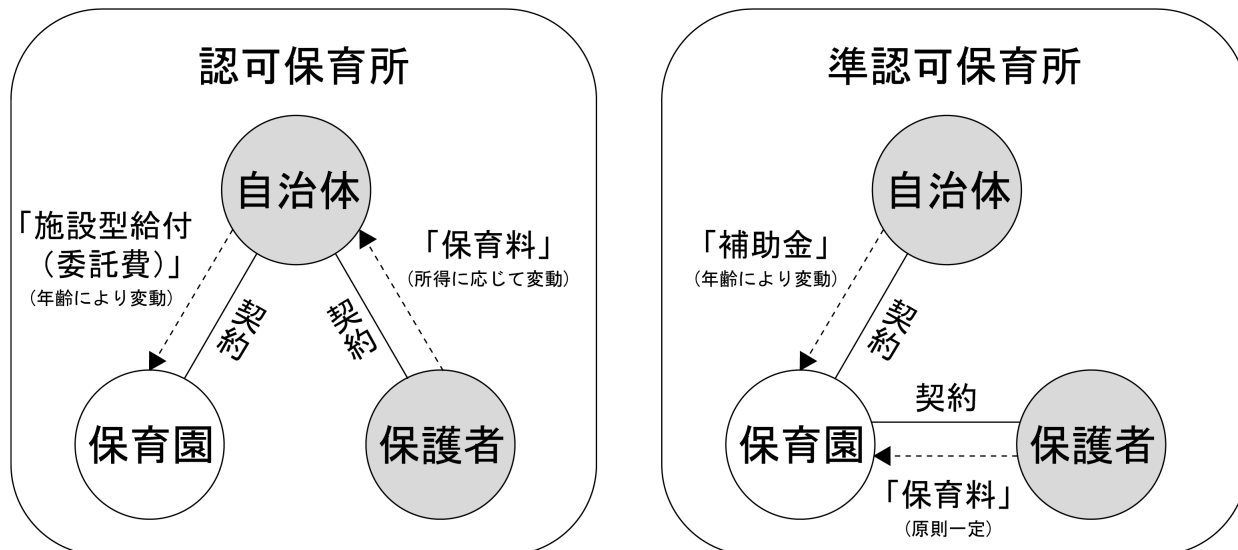 認可保育所
自治体
「施設型給付
（委託費）」
（年齢により変動）
「保育料」
（所得に応じて変動）
契約
契約
保育園
保護者
準認可保育所
自治体
「補助金」
（年齢により変動）
契約
契約
保育園
保護者
「保育料」
（原則一定）